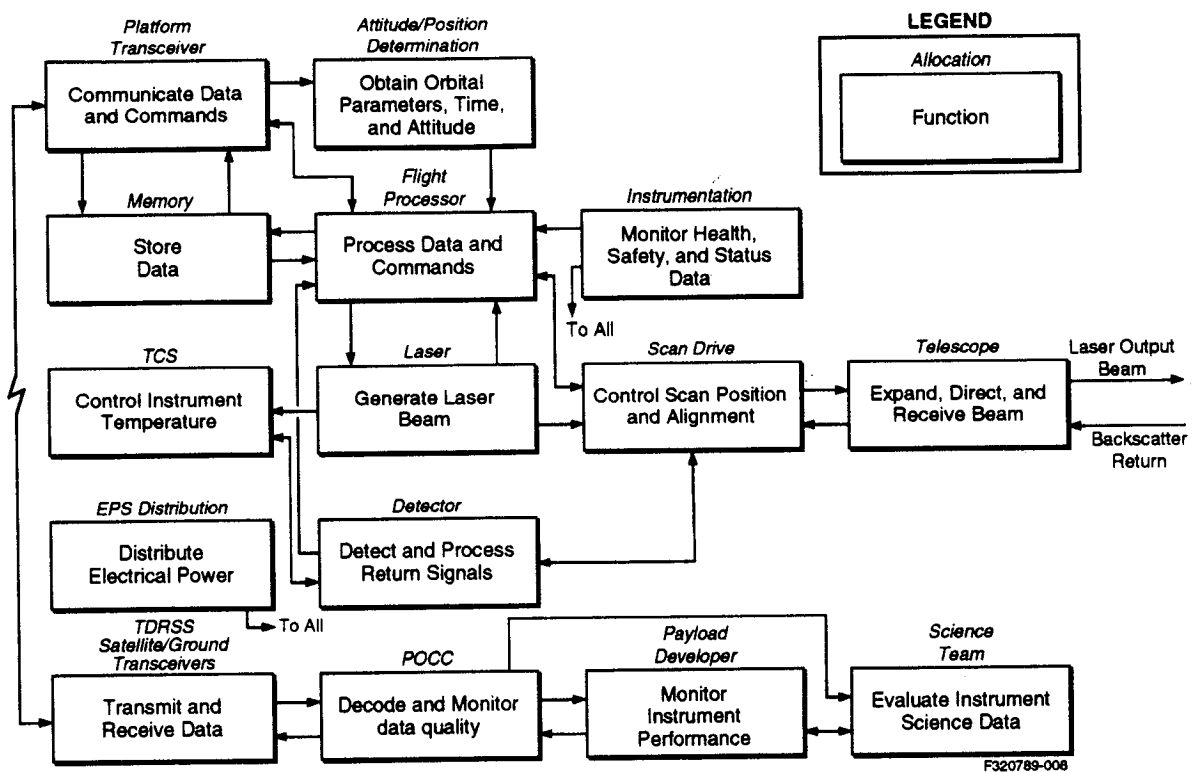 LEGEND
Allocation
Function
Platform
Transceiver
Communicate Data
and Commands
Attitude/Position
Determination
Obtain Orbital
Parameters, Time,
and Attitude
Memory
Store
Data
Flight
Processor
Process Data and
Commands
Instrumentation
Monitor Health,
Safety, and Status
Data
To All
TCS
Control Instrument
Temperature
Laser
Generate Laser
Beam
Scan Drive
Control Scan Position
and Alignment
Telescope
Expand, Direct, and
Receive Beam
Laser Output
Beam
Backscatter
Return
EPS Distribution
Distribute
Electrical Power
To All
Detector
Detect and Process
Return Signals
TDRSS
Satellite/Ground
Transceivers
Transmit and
Receive Data
POCC
Decode and Monitor
data quality
Payload
Developer
Monitor
Instrument
Performance
Science
Team
Evaluate Instrument
Science Data
F320789-006